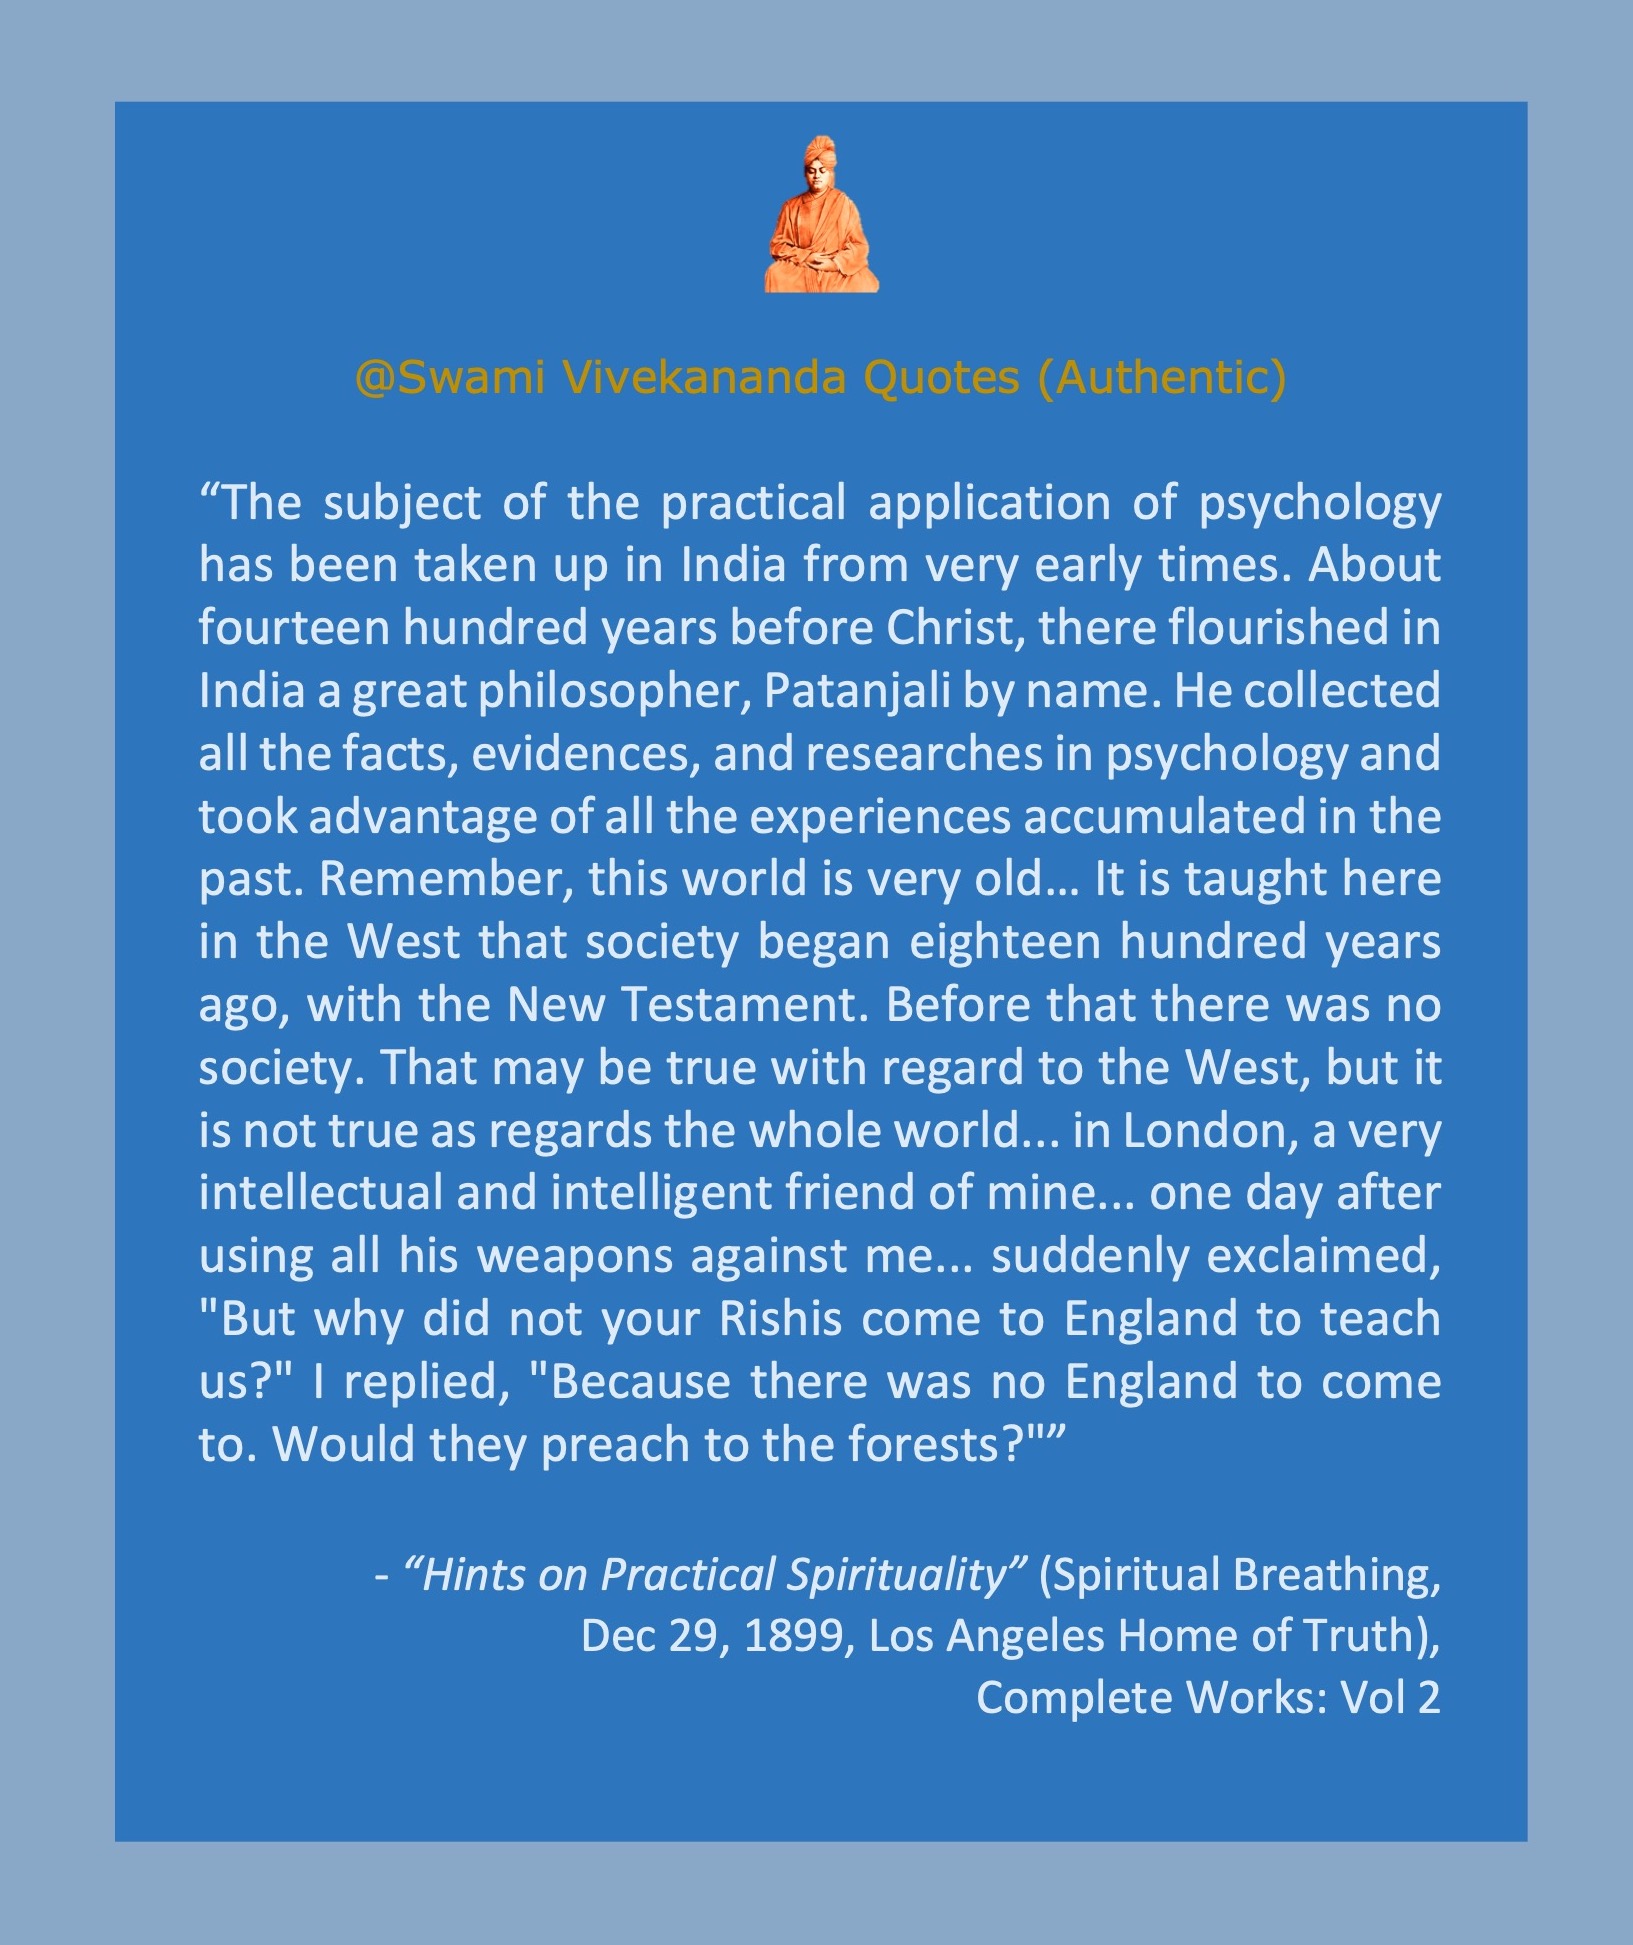 @Swami Vivekananda Quotes (Authentic)
“The subject of the practical application of psychology
has been taken up in India from very early times. About
fourteen hundred years before Christ, there flourished in
India a great philosopher, Patanjali by name. He collected
all the facts, evidences, and researches in psychology and
took advantage of all the experiences accumulated in the
past. Remember, this world is very old... It is taught here
in the West that society began eighteen hundred years
ago, with the New Testament. Before that there was no
society. That may be true with regard to the West, but it
is not true as regards the whole world... in London, a very
intellectual and intelligent friend of mine... one day after
using all his weapons against me... suddenly exclaimed,
"But why did not your Rishis come to England to teach
us?" I replied, "Because there was no England to come
to. Would they preach to the forests?"”
- “Hints on Practical Spirituality” (Spiritual Breathing,
Dec 29, 1899, Los Angeles Home of Truth),
Complete Works: Vol 2